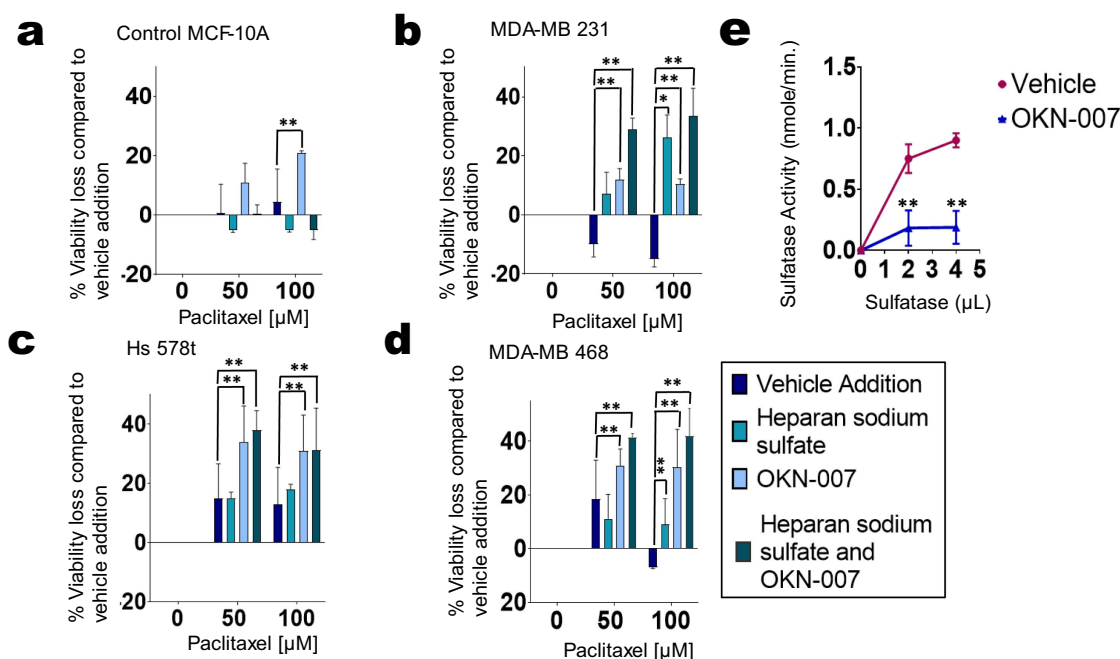 a
Control MCF-10A
% Viability loss compared to
vehicle addition
40
20
0
-20
**
0
50
100
Paclitaxel [µM]
b
MDA-MB 231
% Viability loss compared to
vehicle addition
40
20
0
-20
**
**
**
**
*
0
50
100
Paclitaxel [µM]
e
Sulfatase Activity (nmole/min.)
1.5
1.0
0.5
0.0
**
**
0
1
2
3
4
5
Sulfatase (µL)
Vehicle
OKN-007
c
Hs 578t
% Viability loss compared to
vehicle addition
40
20
0
-20
**
**
**
**
0
50
100
Paclitaxel [µM]
d
MDA-MB 468
% Viability loss compared to
vehicle addition
40
20
0
20
**
**
**
**
**
0
50
100
Paclitaxel [µM]
Vehicle Addition
Heparan sodium
sulfate
OKN-007
Heparan sodium
sulfate and
OKN-007